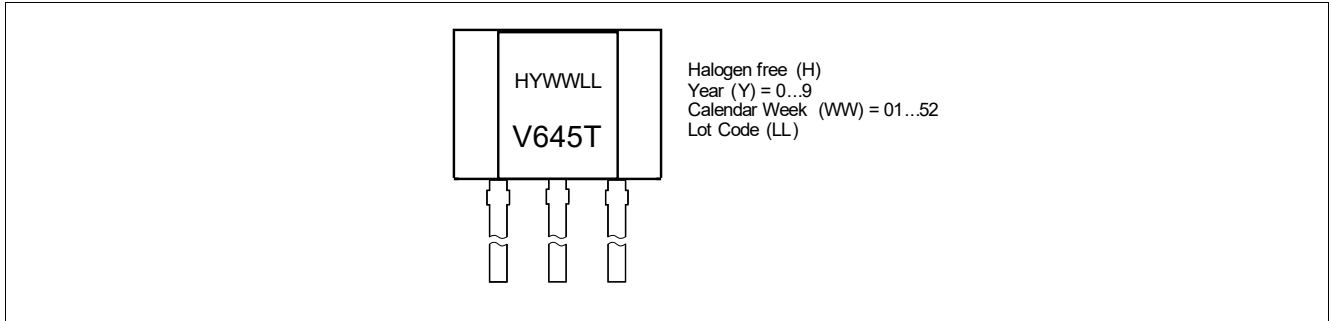 HYWWLL
V645T
Halogen free (H)
Year (Y) = 0...9
Calendar Week (WW) = 01...52
Lot Code (LL)